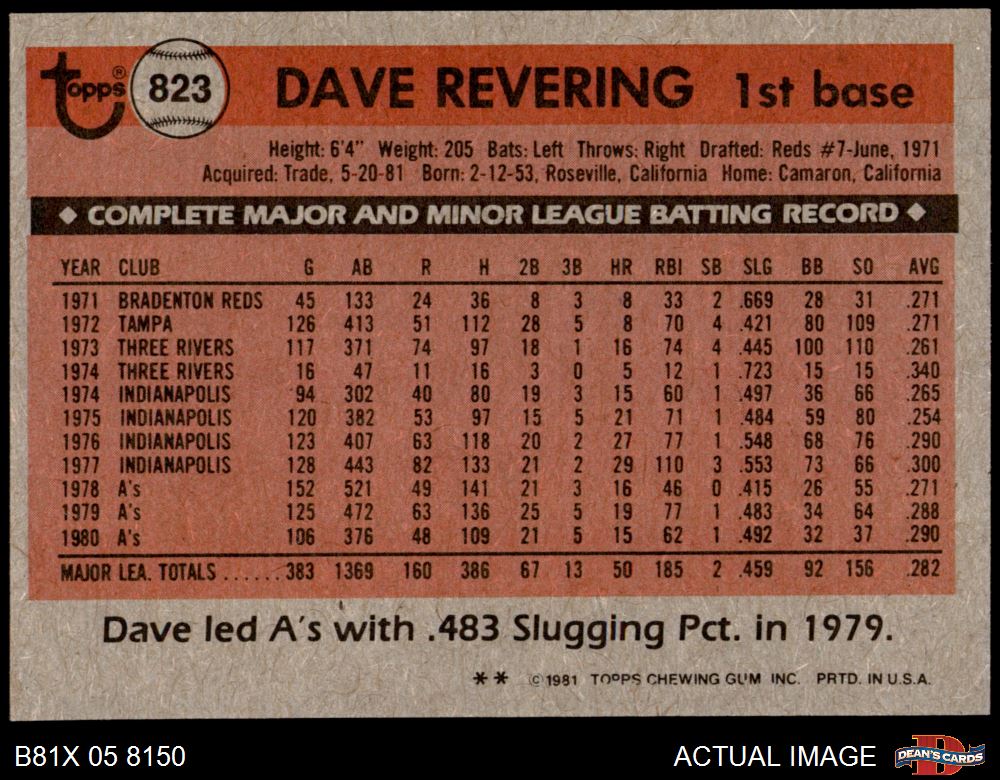 Topps® 823 DAVE REVERING 1st base
Height: 6'4" Weight: 205 Bats: Left Throws: Right Drafted: Reds #7-June, 1971
Acquired: Trade, 5-20-81 Born: 2-12-53, Roseville, California Home: Camaron, California
◆ COMPLETE MAJOR AND MINOR LEAGUE BATTING RECORD ◆
YEAR CLUB G AB R H 2B 3B HR RBI SB SLG BB SO AVG
1971 BRADENTON REDS 45 133 24 36 8 3 8 33 2 .669 28 31 .271
1972 TAMPA 126 413 51 112 28 5 8 70 4 .421 80 109 .271
1973 THREE RIVERS 117 371 74 97 18 1 16 74 4 .445 100 110 .261
1974 THREE RIVERS 16 47 11 16 3 0 5 12 1 .723 15 15 .340
1974 INDIANAPOLIS 94 302 40 80 19 3 15 60 1 .497 36 66 .265
1975 INDIANAPOLIS 120 382 53 97 15 5 21 71 1 .484 59 80 .254
1976 INDIANAPOLIS 123 407 63 118 20 2 27 77 1 .548 68 76 .290
1977 INDIANAPOLIS 128 443 82 133 21 2 29 110 3 .553 73 66 .300
1978 A's 152 521 49 141 21 3 16 46 0 .415 26 55 .271
1979 A's 125 472 63 136 25 5 19 77 1 .483 34 64 .288
1980 A's 106 376 48 109 21 5 15 62 1 .492 32 37 .290
MAJOR LEA. TOTALS ......383 1369 160 386 67 13 50 185 2 .459 92 156 .282
Dave led A's with .483 Slugging Pct. in 1979.
** ©1981 TOPPS CHEWING GUM INC. PRTD. IN U.S.A.
B81X 05 8150 ACTUAL IMAGE DEAN'S CARDS